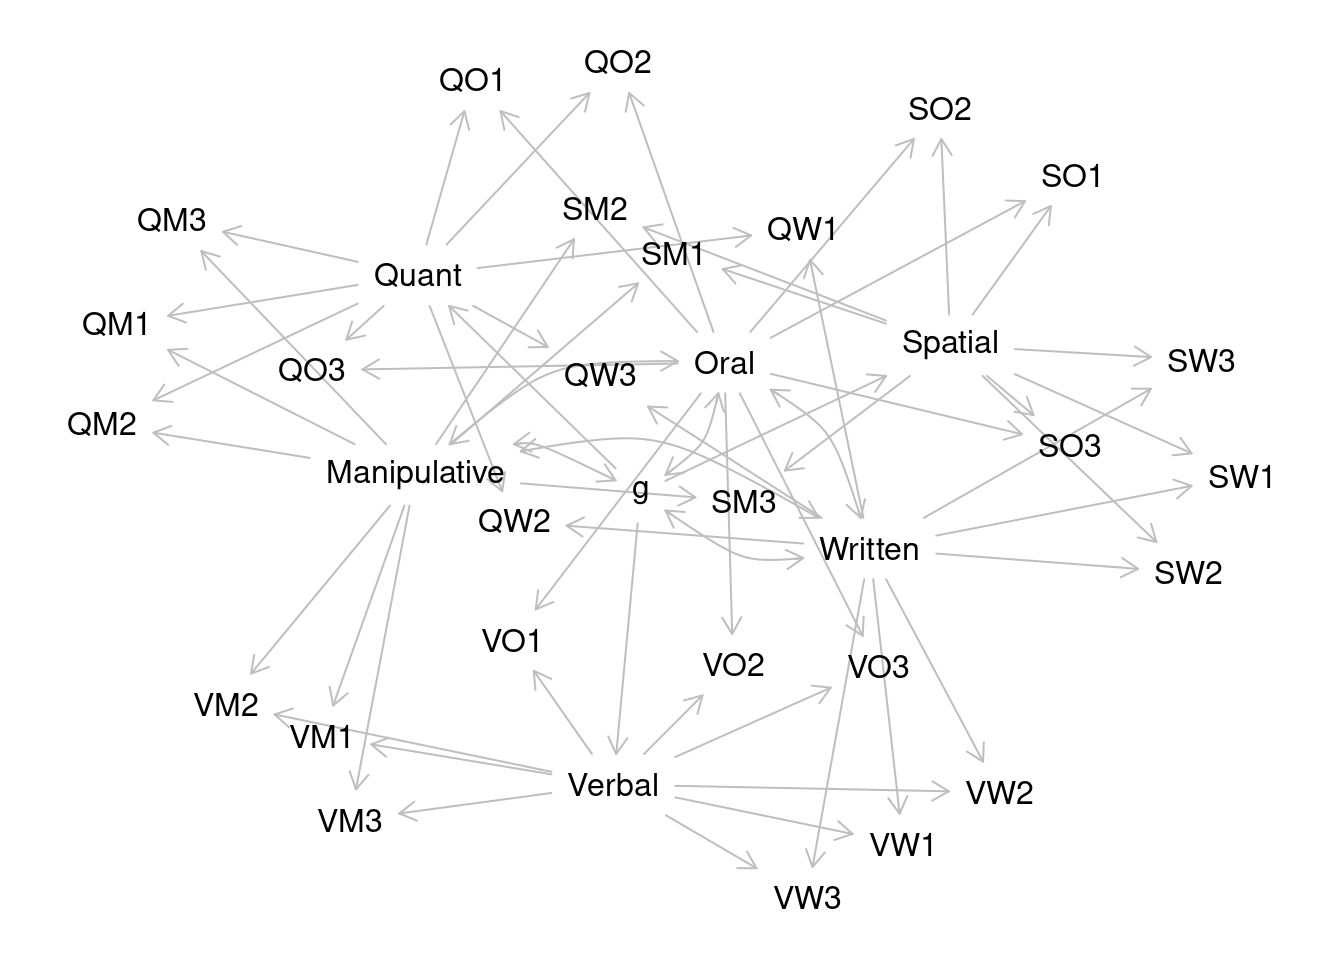 QO2
QO1
SO2
SO1
SM2
QM3
QW1
SM1
Quant
QM1
Spatial
SW3
Oral
QO3
QW3
QM2
SO3
Manipulative
SW1
g
SM3
QW2
Written
SW2
VO1
VO2
VO3
VM2
VM1
Verbal
VW2
VM3
VW1
VW3